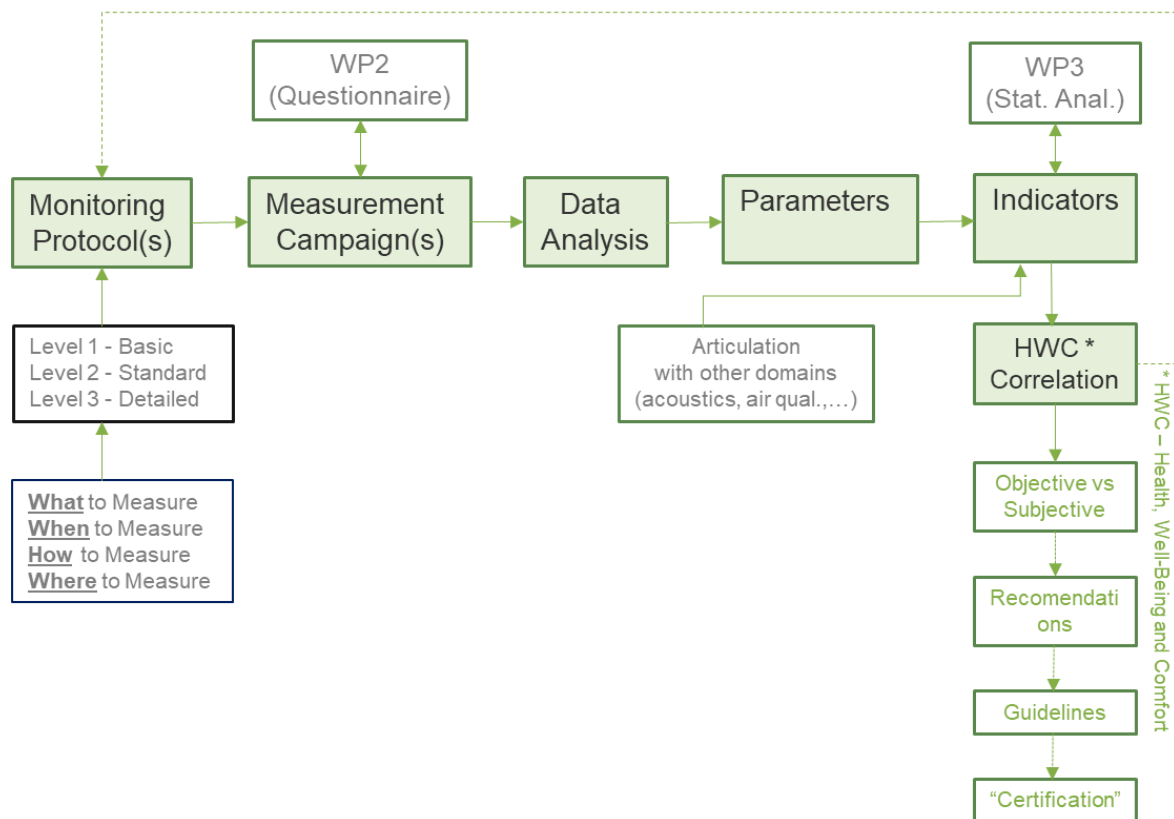 WP2
(Questionnaire)
WP3
(Stat. Anal.)
Monitoring
Protocol(s)
Measurement
Campaign(s)
Data
Analysis
Parameters
Indicators
Level 1 - Basic
Level 2 - Standard
Level 3 - Detailed
Articulation
with other domains
(acoustics, air qual.,…)
HWC *
Correlation
What to Measure
When to Measure
How to Measure
Where to Measure
Objective vs
Subjective
Recomendati
ons
Guidelines
“Certification”
* HWC – Health, Well-Being and Comfort